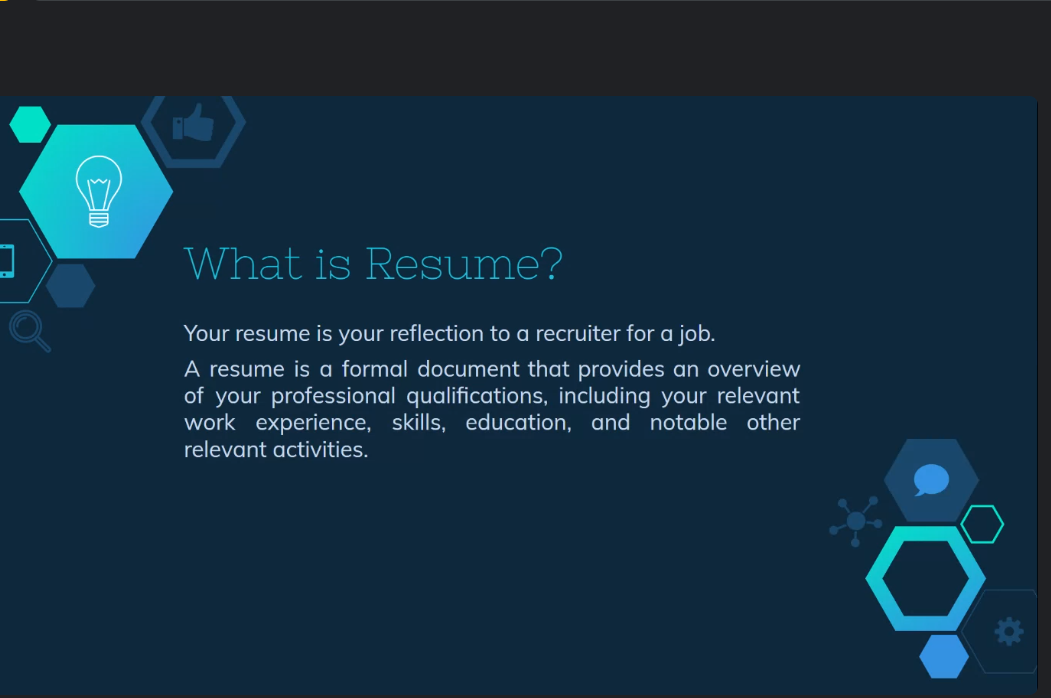 What is Resume?
Your resume is your reflection to a recruiter for a job.
A resume is a formal document that provides an overview
of your professional qualifications, including your relevant
work experience, skills, education, and notable other
relevant activities.